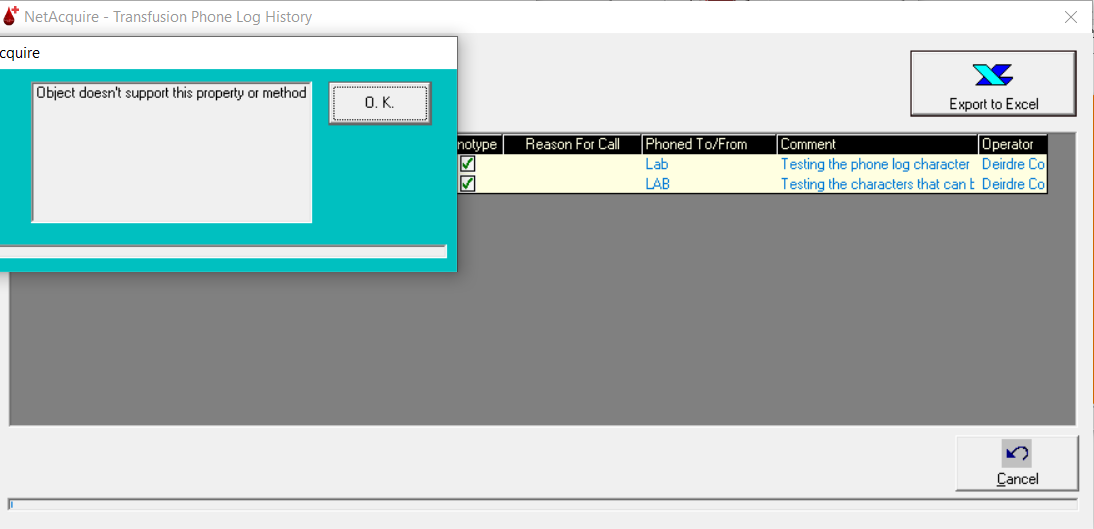 NetAcquire - Transfusion Phone Log History
cquire
Object doesn't support this property or method
O. K.
Export to Excel
notype Reason For Call Phoned To/From Comment Operator
Lab Testing the phone log character Deirdre Co
LAB Testing the characters that can b Deirdre Co
Cancel